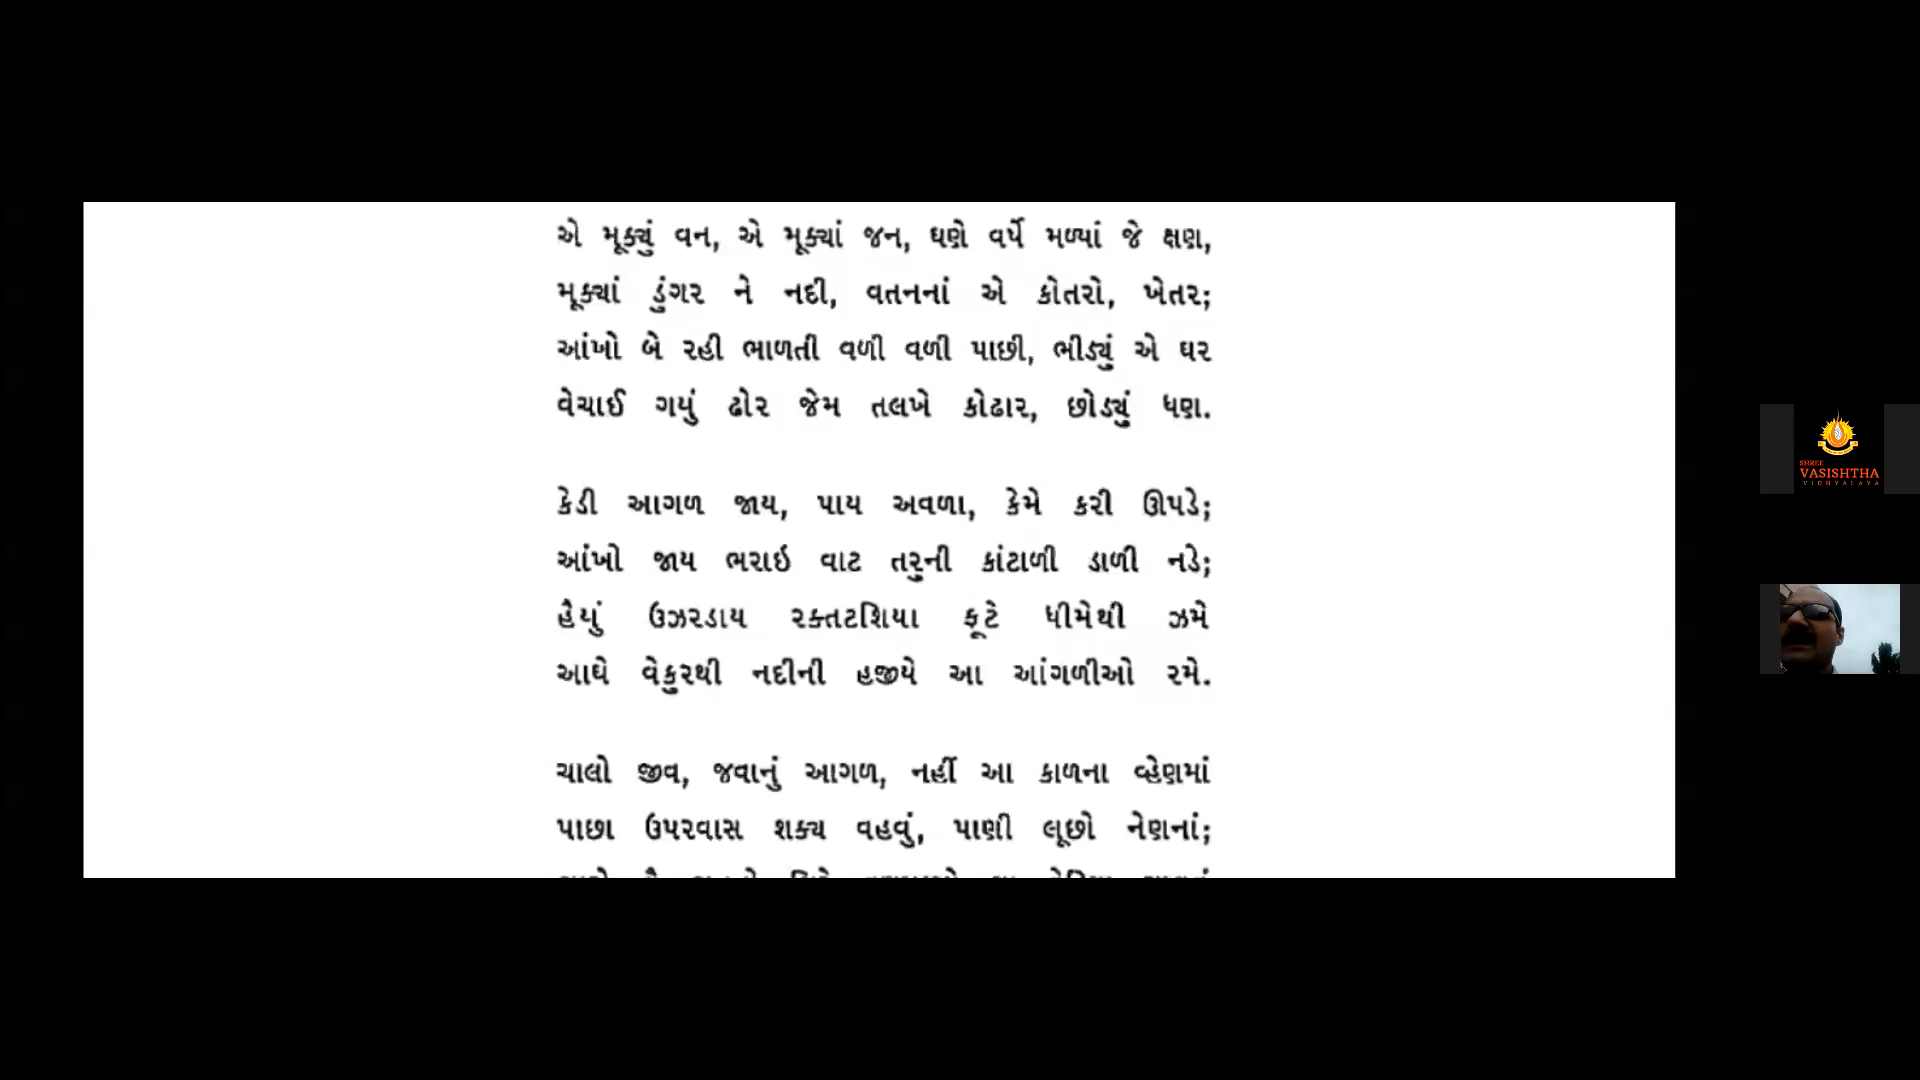 એ મૂક્યું વન, એ મૂક્યાં જન, ઘણે વર્ષે મળ્યાં જે ક્ષણ,
મૂક્યાં ડુંગર ને નદી, વતનનાં એ કોતરો, ખેતર;
આંખો બે રહી ભાળતી વળી વળી પાછી, ભીડ્યું એ ઘર
વેચાઈ ગયું ઢોર જેમ તલખે કોઢાર, છોડ્યું ધણ.
કેડી આગળ જાય, પાય અવળા, કેમે કરી ઊપડે;
આંખો જાય ભરાઇ વાટ તરુની કાંટાળી ડાળી નડે;
હૈયું ઉઝરડાય રક્તટશિયા ફૂટે ધીમેથી ઝમે
આઘે વેકુરથી નદીની હજીયે આ આંગળીઓ રમે.
ચાલો જીવ, જવાનું આગળ, નહીં આ કાળના વ્હેણમાં
પાછા ઉપરવાસ શક્ય વહવું, પાણી લૂછો નેણનાં;
SHREE
VASISHTHA
VIDHYALAYA